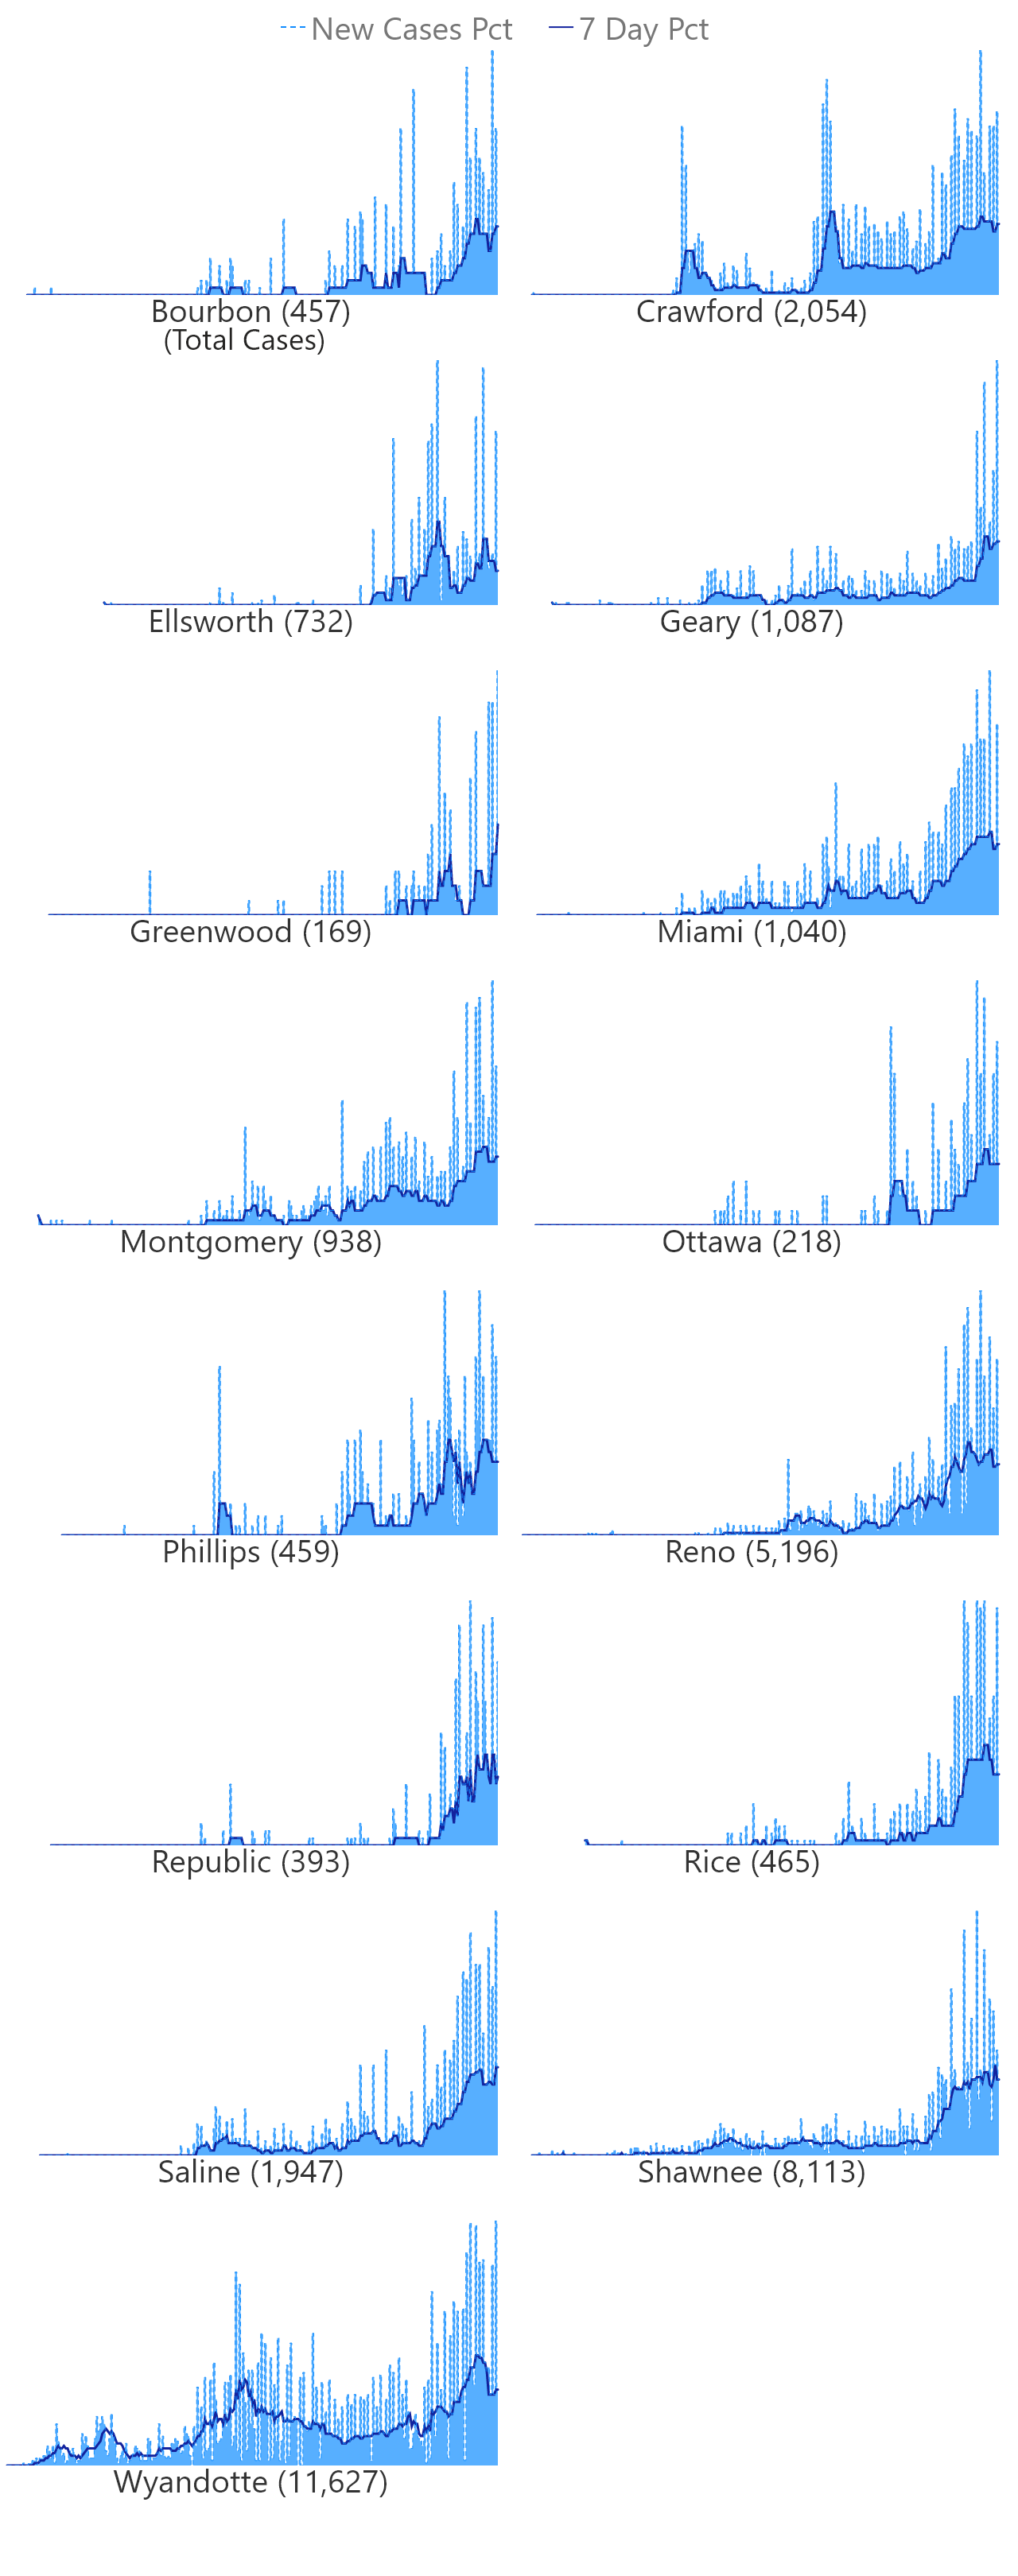 New Cases Pct 7 Day Pct
Bourbon (457) Crawford (2,054)
(Total Cases)
Ellsworth (732) Geary (1,087)
Greenwood (169) Miami (1,040)
Montgomery (938) Ottawa (218)
Phillips (459) Reno (5,196)
Republic (393) Rice (465)
Saline (1,947) Shawnee (8,113)
Wyandotte (11,627)